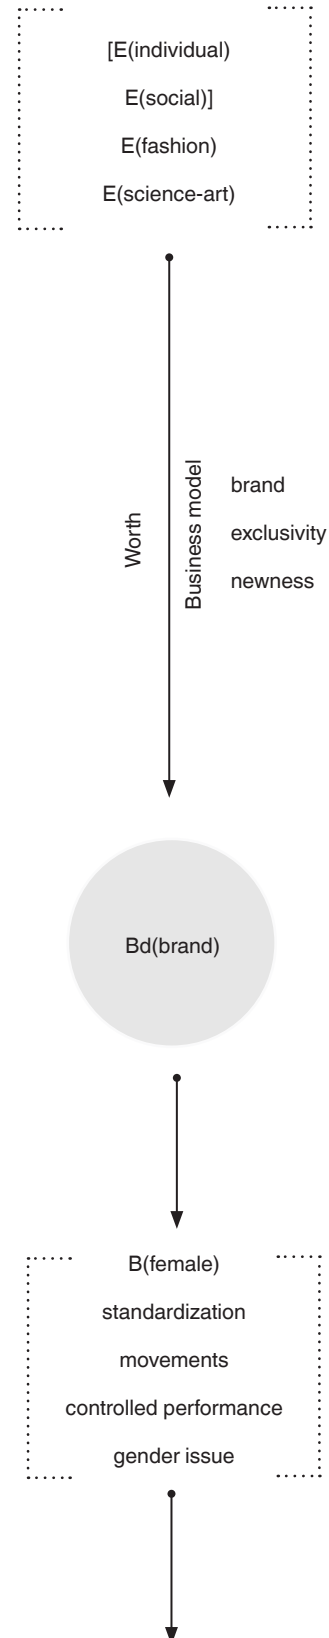 [E(individual)
E(social)]
E(fashion)
E(science-art)
Worth
Business model
brand
exclusivity
newness
Bd(brand)
B(female)
standardization
movements
controlled performance
gender issue